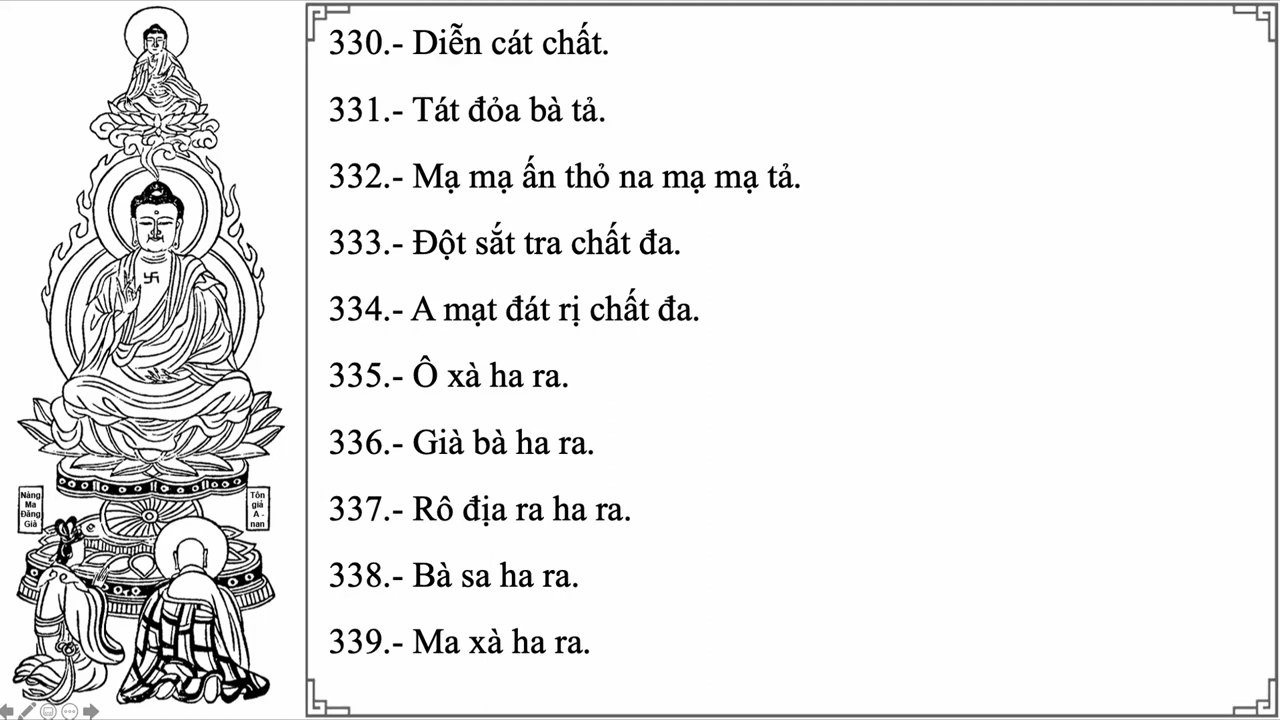 330.- Diễn cát chất.
331.- Tát đỏa bà tả.
332.- Mạ mạ ấn thỏ na mạ mạ tả.
333.- Đột sắt tra chất đa.
334.- A mạt đát rị chất đa.
335.- Ô xà ha ra.
336.- Già bà ha ra.
337.- Rô địa ra ha ra.
338.- Bà sa ha ra.
339.- Ma xà ha ra.
Nàng
Ma
Đăng
Già
Tôn
giả
A -
nan